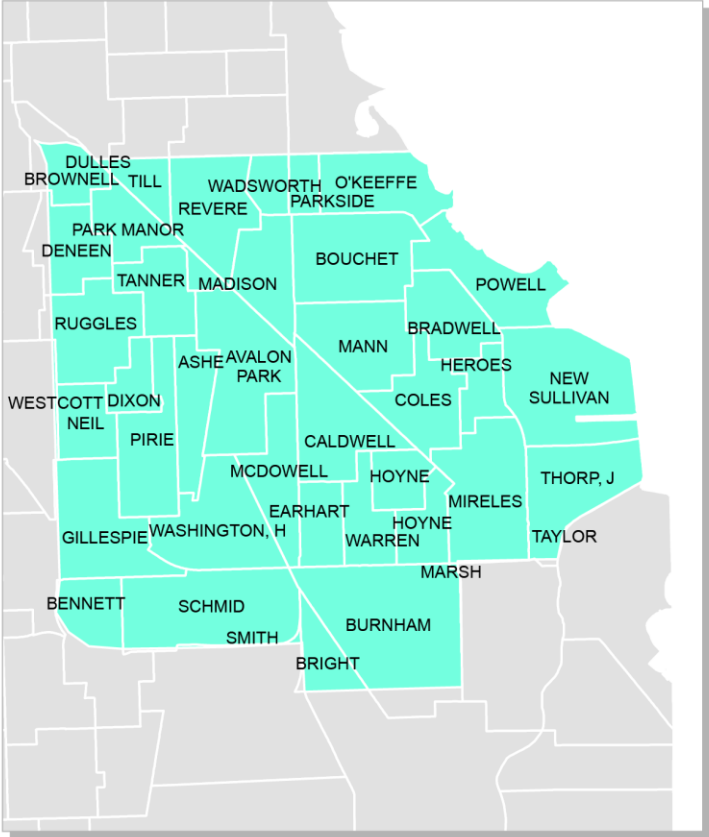 DULLES
BROWNELL
TILL
WADSWORTH
O'KEEFFE
PARKSIDE
REVERE
PARK MANOR
DENEEN
BOUCHET
TANNER
MADISON
POWELL
RUGGLES
BRADWELL
MANN
ASHE
AVALON
PARK
HEROES
NEW
SULLIVAN
WESTCOTT
DIXON
COLES
NEIL
PIRIE
CALDWELL
MCDOWELL
HOYNE
THORP, J
MIRELES
EARHART
HOYNE
GILLESPIE
WASHINGTON, H
WARREN
TAYLOR
MARSH
BENNETT
SCHMID
BURNHAM
SMITH
BRIGHT